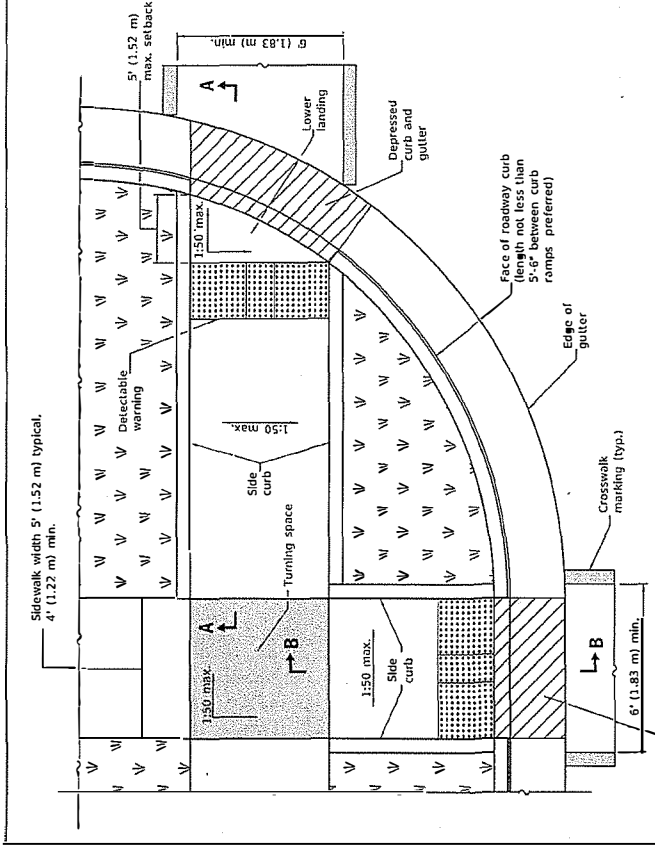 5' (1.52 m)
max. setback
6' (1.83 m) min.
A
Lower
landing
Depressed
curb and
gutter
1:50 max.
Face of roadway curb
(length not less than
5'-6" between curb
ramps preferred)
Edge of
gutter
Detectable
warning
1:50 max.
Side
curb
Sidewalk width 5' (1.52 m) typical,
4' (1.22 m) min.
Turning space
A
B
1:50 max.
1:50 max.
Side
curb
Crosswalk
marking (typ.)
B
6' (1.83 m) min.